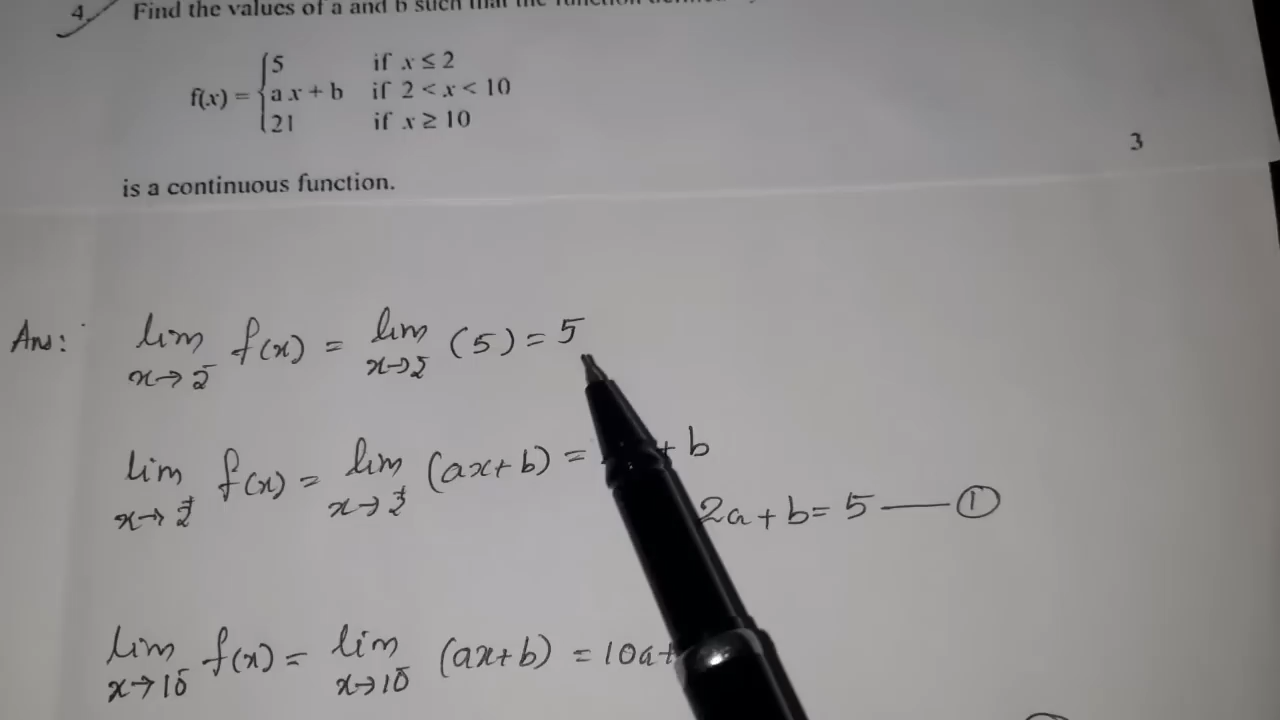 4. Find the values of a and b such that the function
f(x) = { 5 if x ≤ 2
a x + b if 2 < x < 10
21 if x ≥ 10
3
is a continuous function.
Ans: lim x→2⁻ f(x) = lim x→2⁻ (5) = 5
lim x→2⁺ f(x) = lim x→2⁺ (ax+b) = + b
2a+b=5 —— ①
lim x→10⁻ f(x) = lim x→10⁻ (ax+b) = 10a+